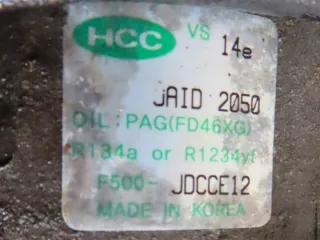 HCC VS 14e
JAID 2050
OIL:PAG(FD46XG)
R134a or R1234yf
F500-JDCCE12
MADE IN KOREA